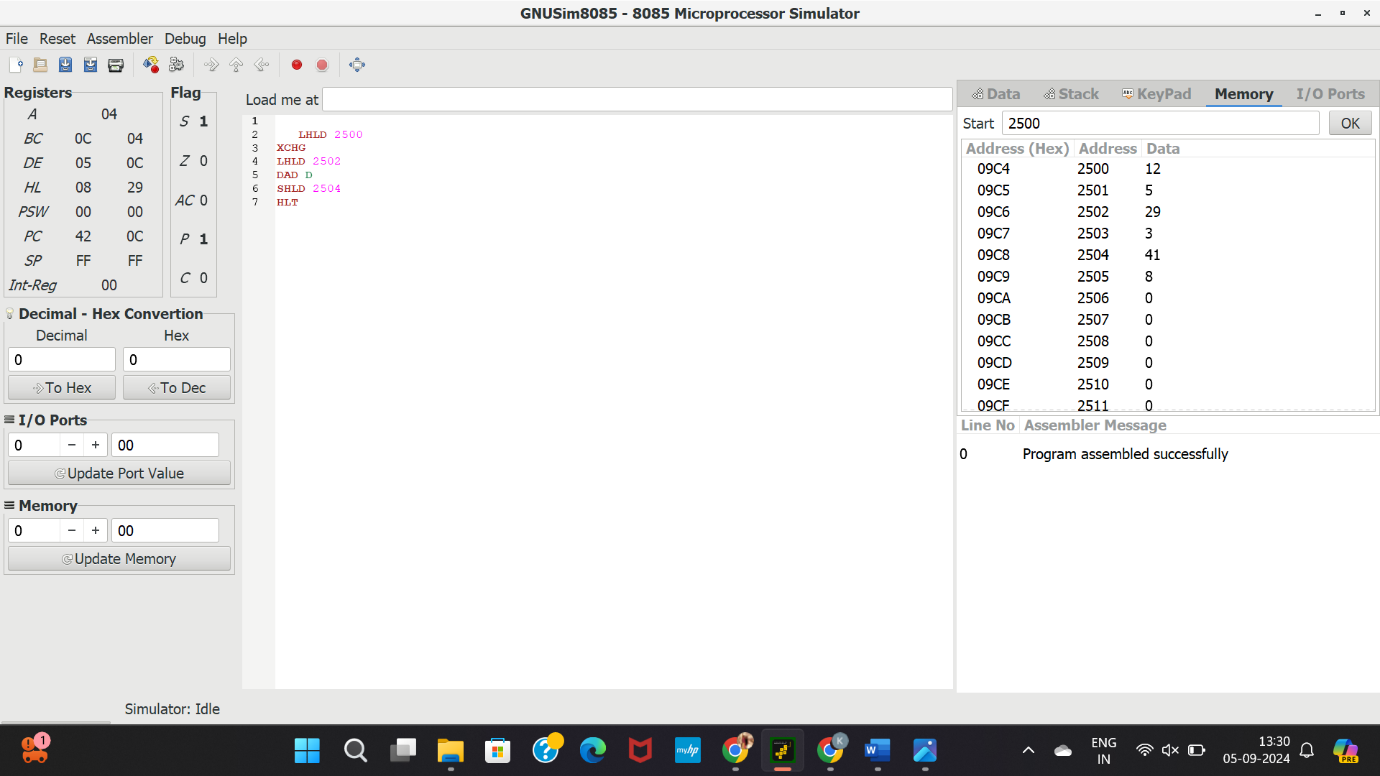 GNUSim8085 - 8085 Microprocessor Simulator
File Reset Assembler Debug Help
Registers
A 04
BC 0C 04
DE 05 0C
HL 08 29
PSW 00 00
PC 42 0C
SP FF FF
Int-Reg 00
Flag
S 1
Z 0
AC 0
P 1
C 0
Decimal - Hex Convertion
Decimal Hex
0 0
To Hex To Dec
I/O Ports
0 - + 00
Update Port Value
Memory
0 - + 00
Update Memory
Load me at
1
2 LHLD 2500
3 XCHG
4 LHLD 2502
5 DAD D
6 SHLD 2504
7 HLT
Data Stack KeyPad Memory I/O Ports
Start 2500 OK
Address (Hex) Address Data
09C4 2500 12
09C5 2501 5
09C6 2502 29
09C7 2503 3
09C8 2504 41
09C9 2505 8
09CA 2506 0
09CB 2507 0
09CC 2508 0
09CD 2509 0
09CE 2510 0
09CF 2511 0
Line No Assembler Message
0 Program assembled successfully
Simulator: Idle
1
myhp
K
W
ENG
IN
13:30
05-09-2024
PRE